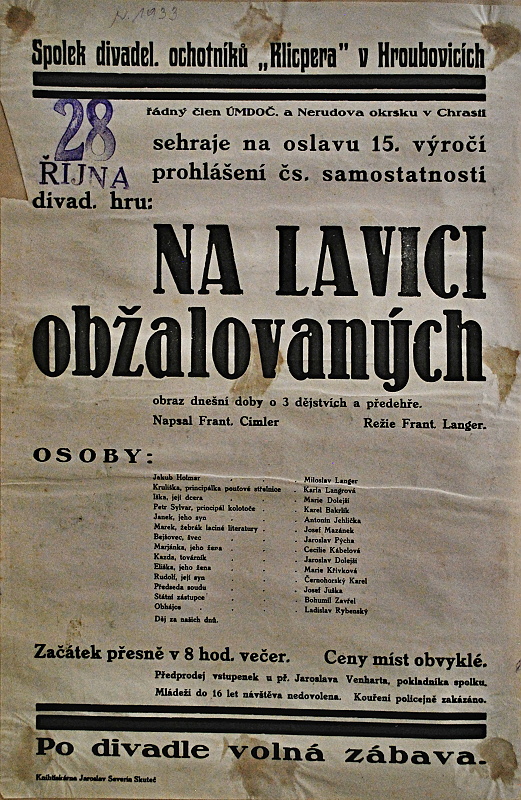 H. 1933
Spolek divadel. ochotníků „Klicpera” v Hroubovicích
řádný člen ÚMDOČ. a Nerudova okrsku v Chrasti
28
ŘÍJNA
sehraje na oslavu 15. výročí
prohlášení čs. samostatnosti
divad. hru:
NA LAVICI
obžalovaných
obraz dnešní doby o 3 dějstvích a předehře.
Napsal Frant. Cimler Režie Frant. Langer.
OSOBY:
Jakub Holmar . . Miloslav Langer
Kruliška, principálka pouťové střelnice . Karla Langrová
Iška, její dcera . . . Marie Dolejší
Petr Sylvar, principál kolotoče . . Karel Bakrlík
Janek, jeho syn . . . Antonín Jehlička
Marek, žebrák laciné literatury . . Josef Mazánek
Bejšovec, švec . . . Jaroslav Pýcha
Marjánka, jeho žena . . . Cecilie Kábelová
Kazda, továrník . . . Jaroslav Dolejší
Eliška, jeho žena . . . Marie Křivková
Rudolf, její syn . . . Černohorský Karel
Předseda soudu . . . Josef Juška
Státní zástupce . . . Bohumil Zavřel
Obhájce . . . Ladislav Rybenský
Děj za našich dnů.
Začátek přesně v 8 hod. večer. Ceny míst obvyklé.
Předprodej vstupenek u př. Jaroslava Venharta, pokladníka spolku.
Mládeži do 16 let návštěva nedovolena. Kouření policejně zakázáno.
Po divadle volná zábava.
Knihtiskárna Jaroslav Severin Skuteč